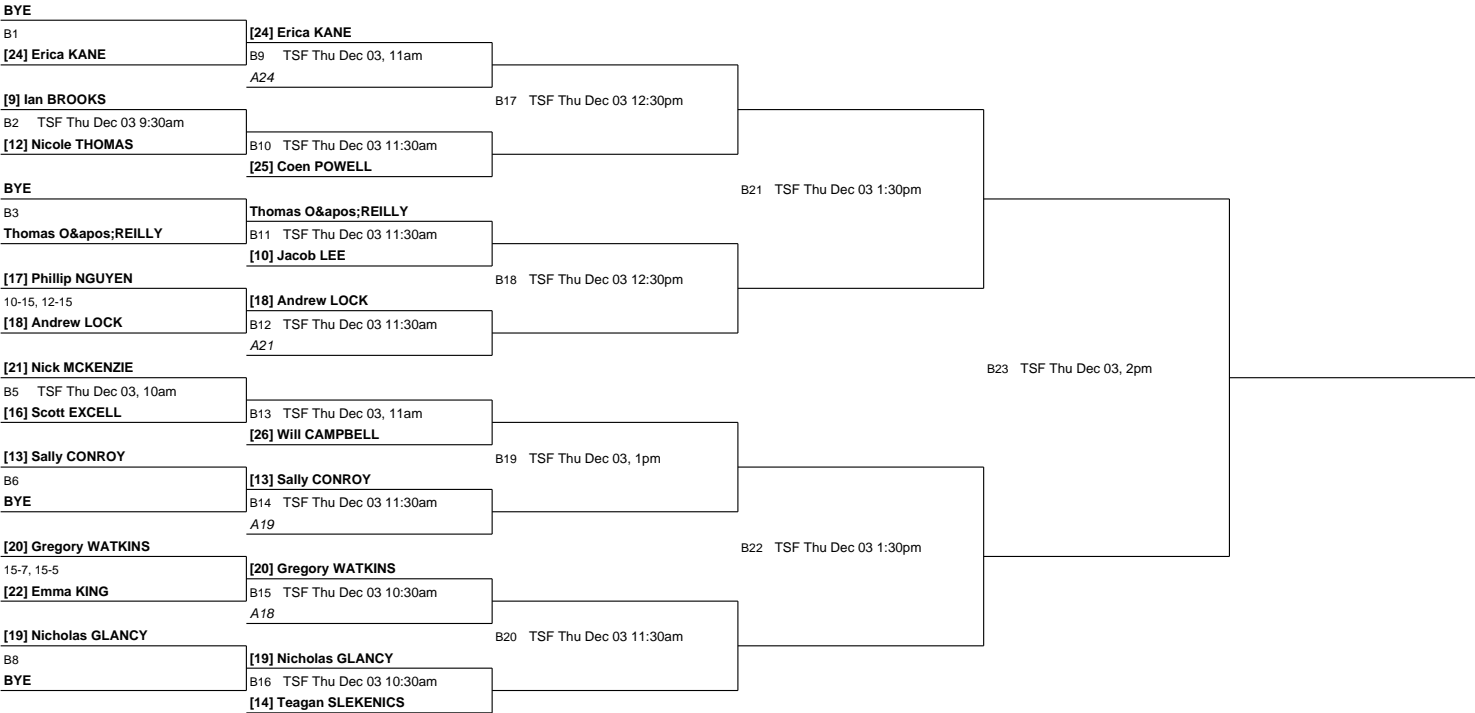 BYE
B1
[24] Erica KANE
[9] Ian BROOKS
B2 TSF Thu Dec 03 9:30am
[12] Nicole THOMAS
BYE
B3
Thomas O&apos;REILLY
[17] Phillip NGUYEN
10-15, 12-15
[18] Andrew LOCK
[21] Nick MCKENZIE
B5 TSF Thu Dec 03, 10am
[16] Scott EXCELL
[13] Sally CONROY
B6
BYE
[20] Gregory WATKINS
15-7, 15-5
[22] Emma KING
[19] Nicholas GLANCY
B8
BYE
[24] Erica KANE
B9 TSF Thu Dec 03, 11am
A24
B10 TSF Thu Dec 03 11:30am
[25] Coen POWELL
Thomas O&apos;REILLY
B11 TSF Thu Dec 03 11:30am
[10] Jacob LEE
[18] Andrew LOCK
B12 TSF Thu Dec 03 11:30am
A21
B13 TSF Thu Dec 03, 11am
[26] Will CAMPBELL
[13] Sally CONROY
B14 TSF Thu Dec 03 11:30am
A19
[20] Gregory WATKINS
B15 TSF Thu Dec 03 10:30am
A18
[19] Nicholas GLANCY
B16 TSF Thu Dec 03 10:30am
[14] Teagan SLEKENICS
B17 TSF Thu Dec 03 12:30pm
B18 TSF Thu Dec 03 12:30pm
B19 TSF Thu Dec 03, 1pm
B20 TSF Thu Dec 03 11:30am
B21 TSF Thu Dec 03 1:30pm
B22 TSF Thu Dec 03 1:30pm
B23 TSF Thu Dec 03, 2pm